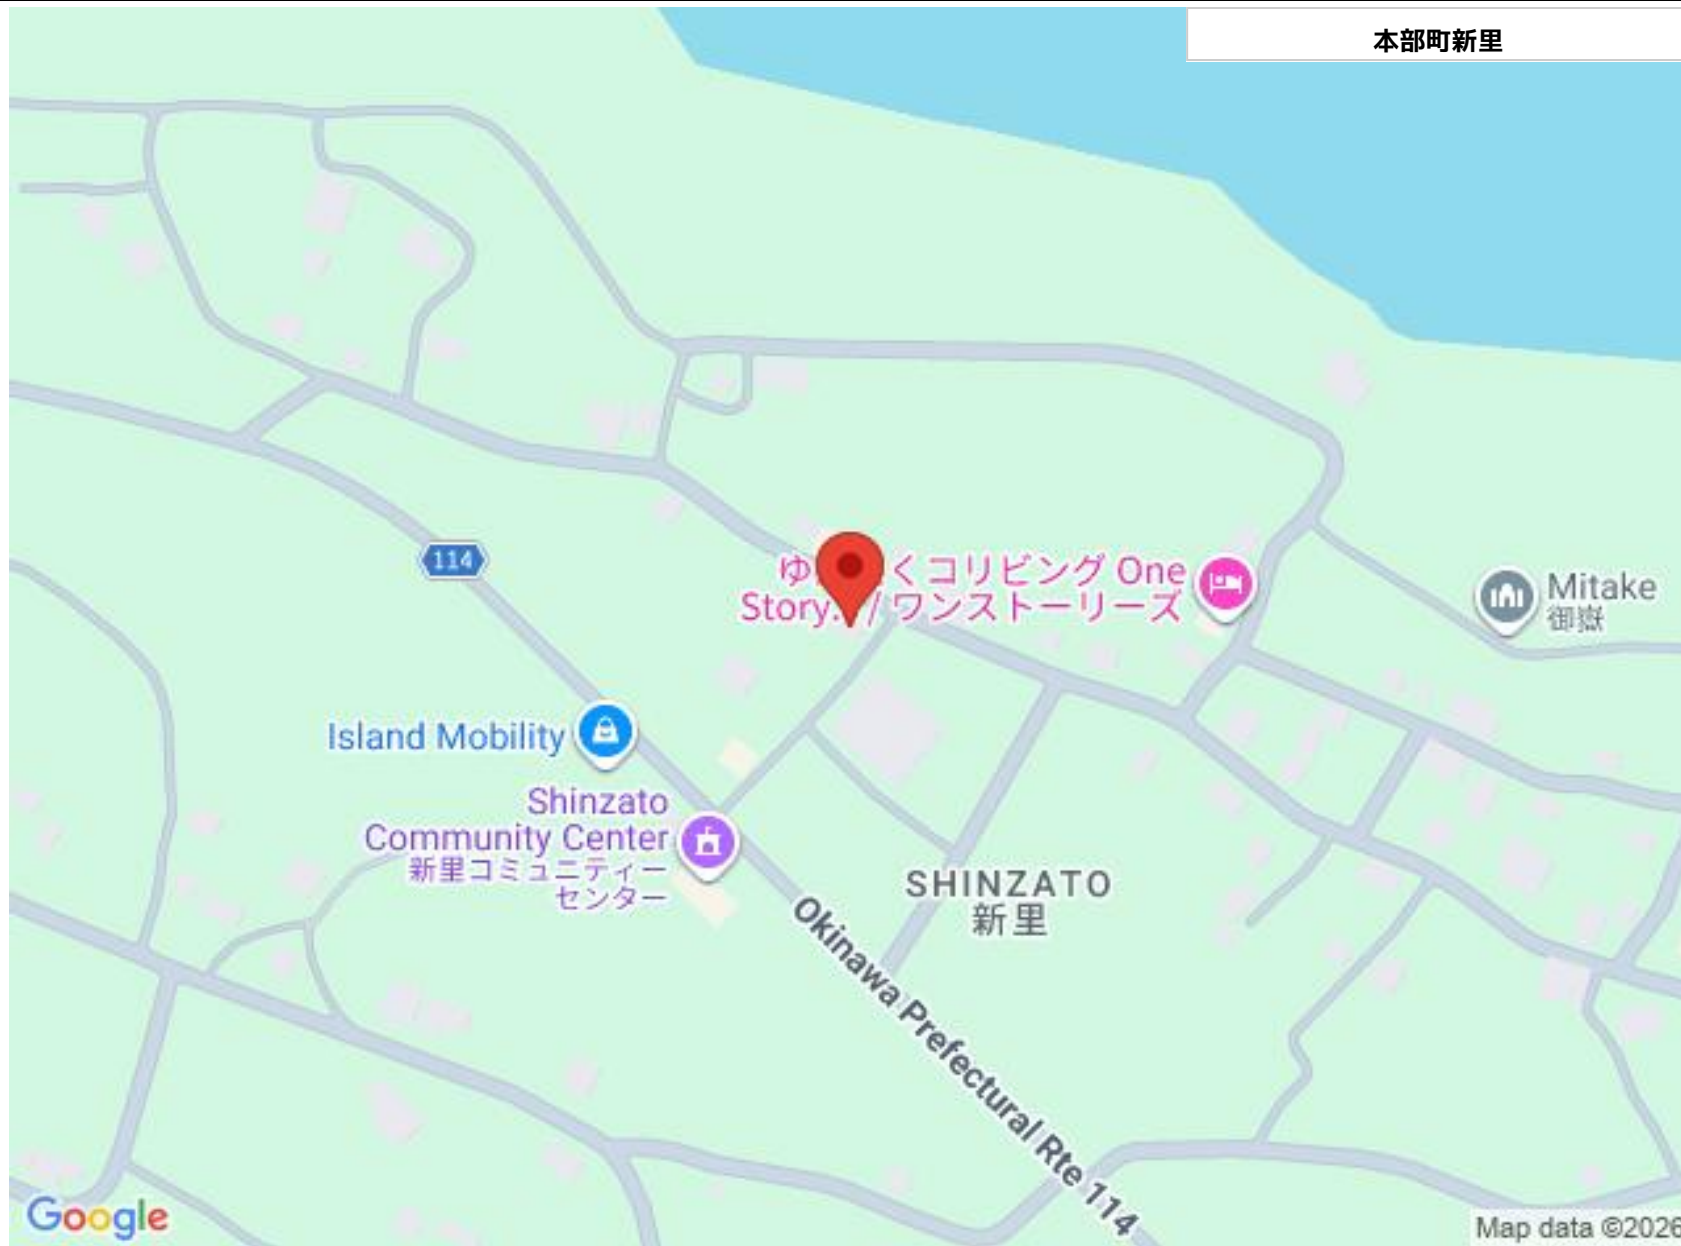 本部町新里
114
ゆ くコリビング One
Story. / ワンストーリーズ
Mitake
御嶽
Island Mobility
Shinzato
Community Center
新里コミュニティー
センター
SHINZATO
新里
Okinawa Prefectural Rte 114
Google
Map data ©2026